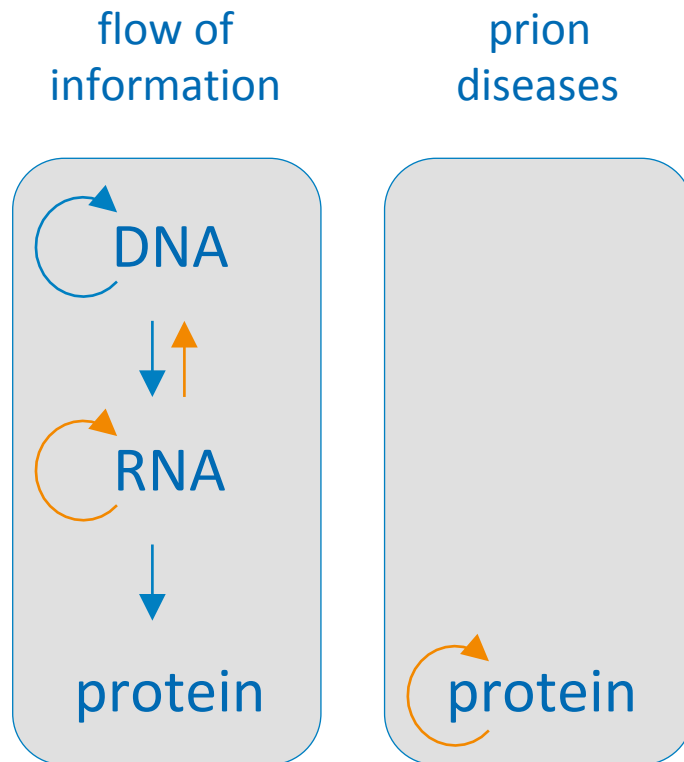 flow of
information
DNA
RNA
protein
prion
diseases
protein